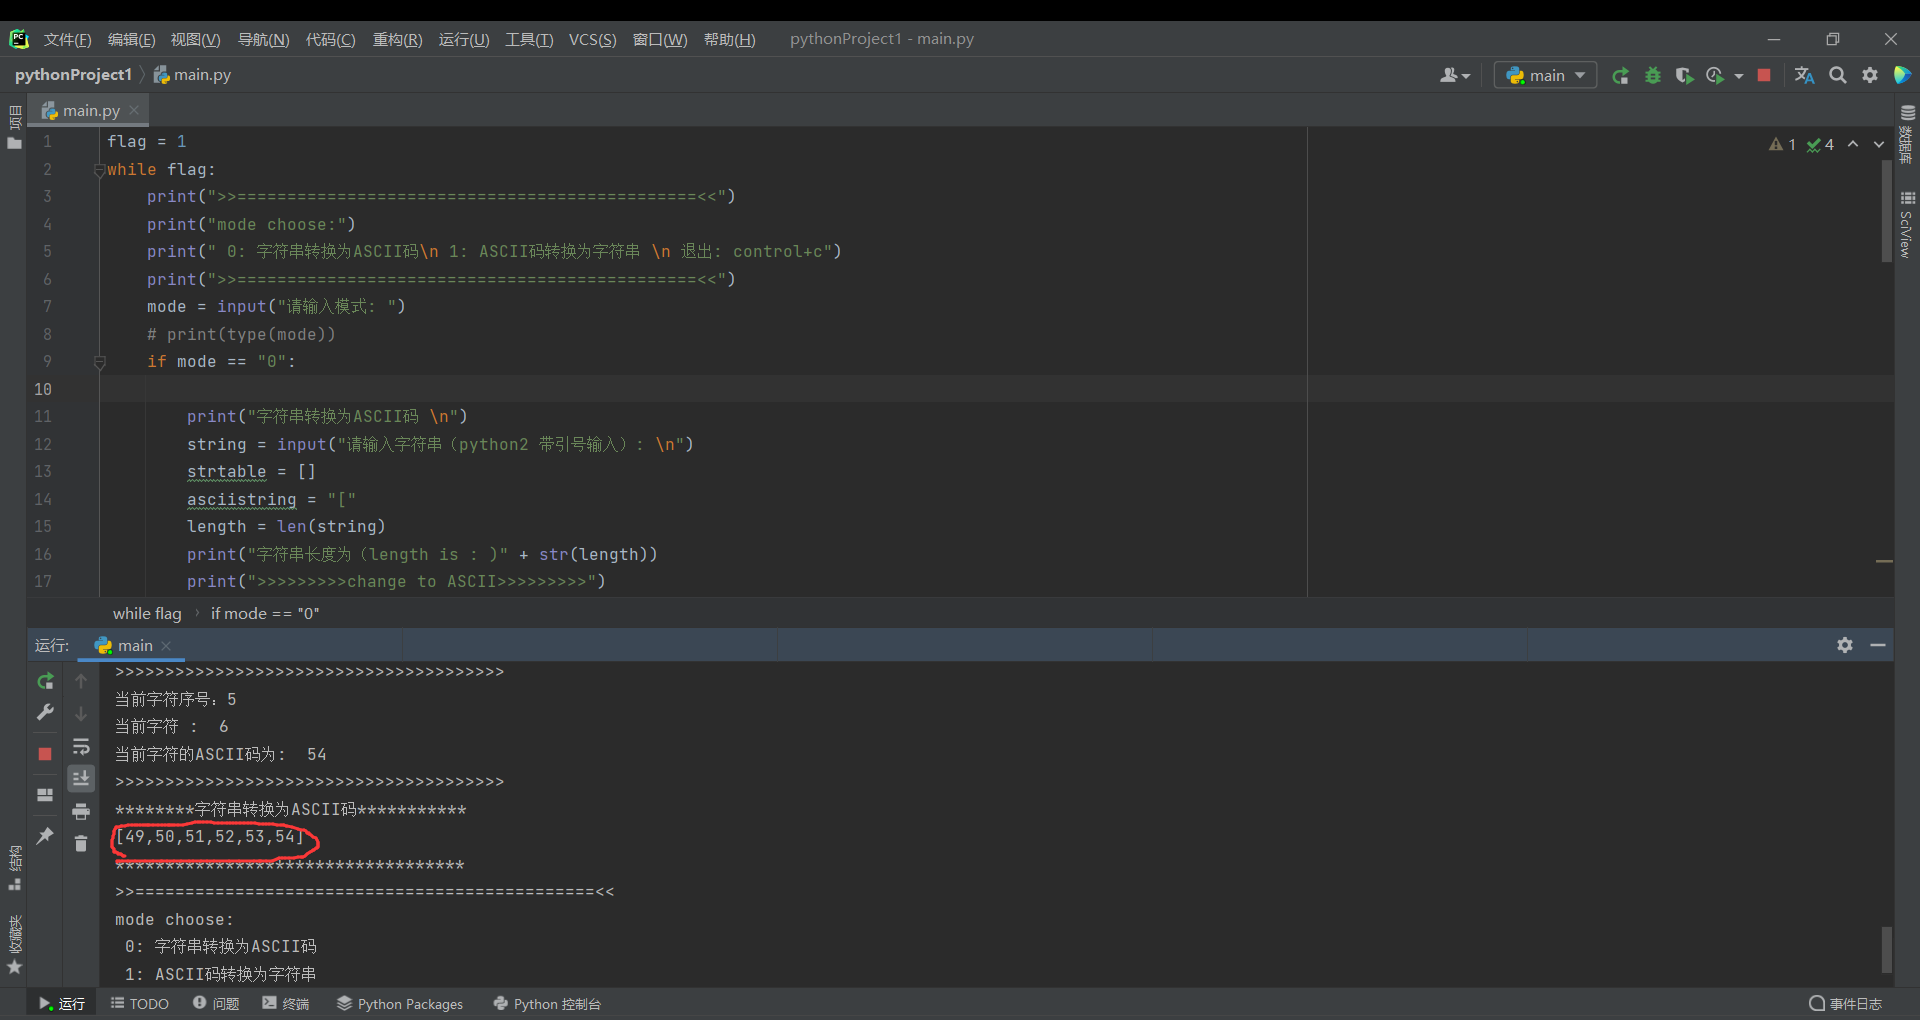 文件(F) 编辑(E) 视图(V) 导航(N) 代码(C) 重构(R) 运行(U) 工具(T) VCS(S) 窗口(W) 帮助(H) pythonProject1 - main.py
pythonProject1 main.py main
项目 main.py
1 flag = 1
1 4
2 while flag:
3 print(">>==============================================<<")
4 print("mode choose:")
5 print(" 0: 字符串转换为ASCII码\n 1: ASCII码转换为字符串 \n 退出: control+c")
6 print(">>==============================================<<")
7 mode = input("请输入模式: ")
8 # print(type(mode))
9 if mode == "0":
10
11 print("字符串转换为ASCII码 \n")
12 string = input("请输入字符串（python2 带引号输入）: \n")
13 strtable = []
14 asciistring = "["
15 length = len(string)
16 print("字符串长度为（length is : )" + str(length))
17 print(">>>>>>>>>change to ASCII>>>>>>>>>")
数据库
SciView
while flag › if mode == "0"
运行: main
>>>>>>>>>>>>>>>>>>>>>>>>>>>>>>>>>>>>>>>
当前字符序号：5
当前字符 :  6
当前字符的ASCII码为:  54
>>>>>>>>>>>>>>>>>>>>>>>>>>>>>>>>>>>>>>>
********字符串转换为ASCII码***********
[49,50,51,52,53,54]
***********************************
>>==============================================<<
mode choose:
0: 字符串转换为ASCII码
1: ASCII码转换为字符串
结构
收藏夹
运行 TODO 问题 终端 Python Packages Python 控制台 事件日志